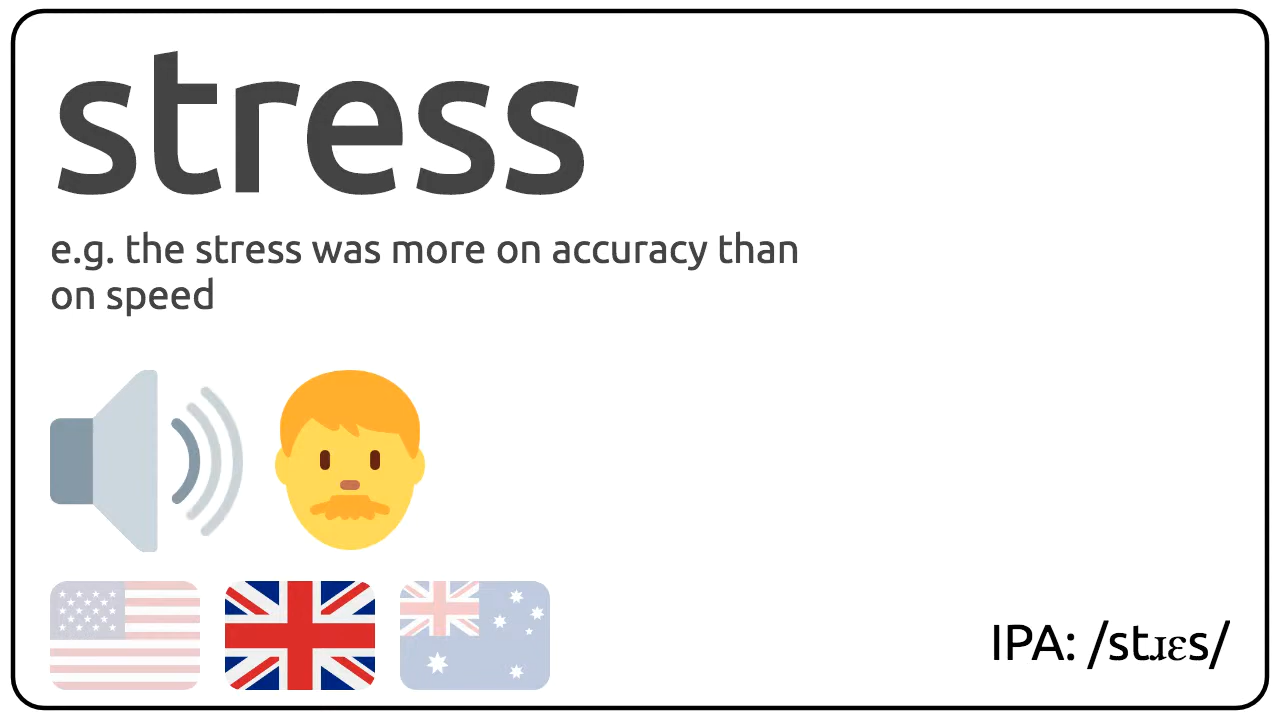 stress
e.g. the stress was more on accuracy than
on speed
IPA: /stɹɛs/